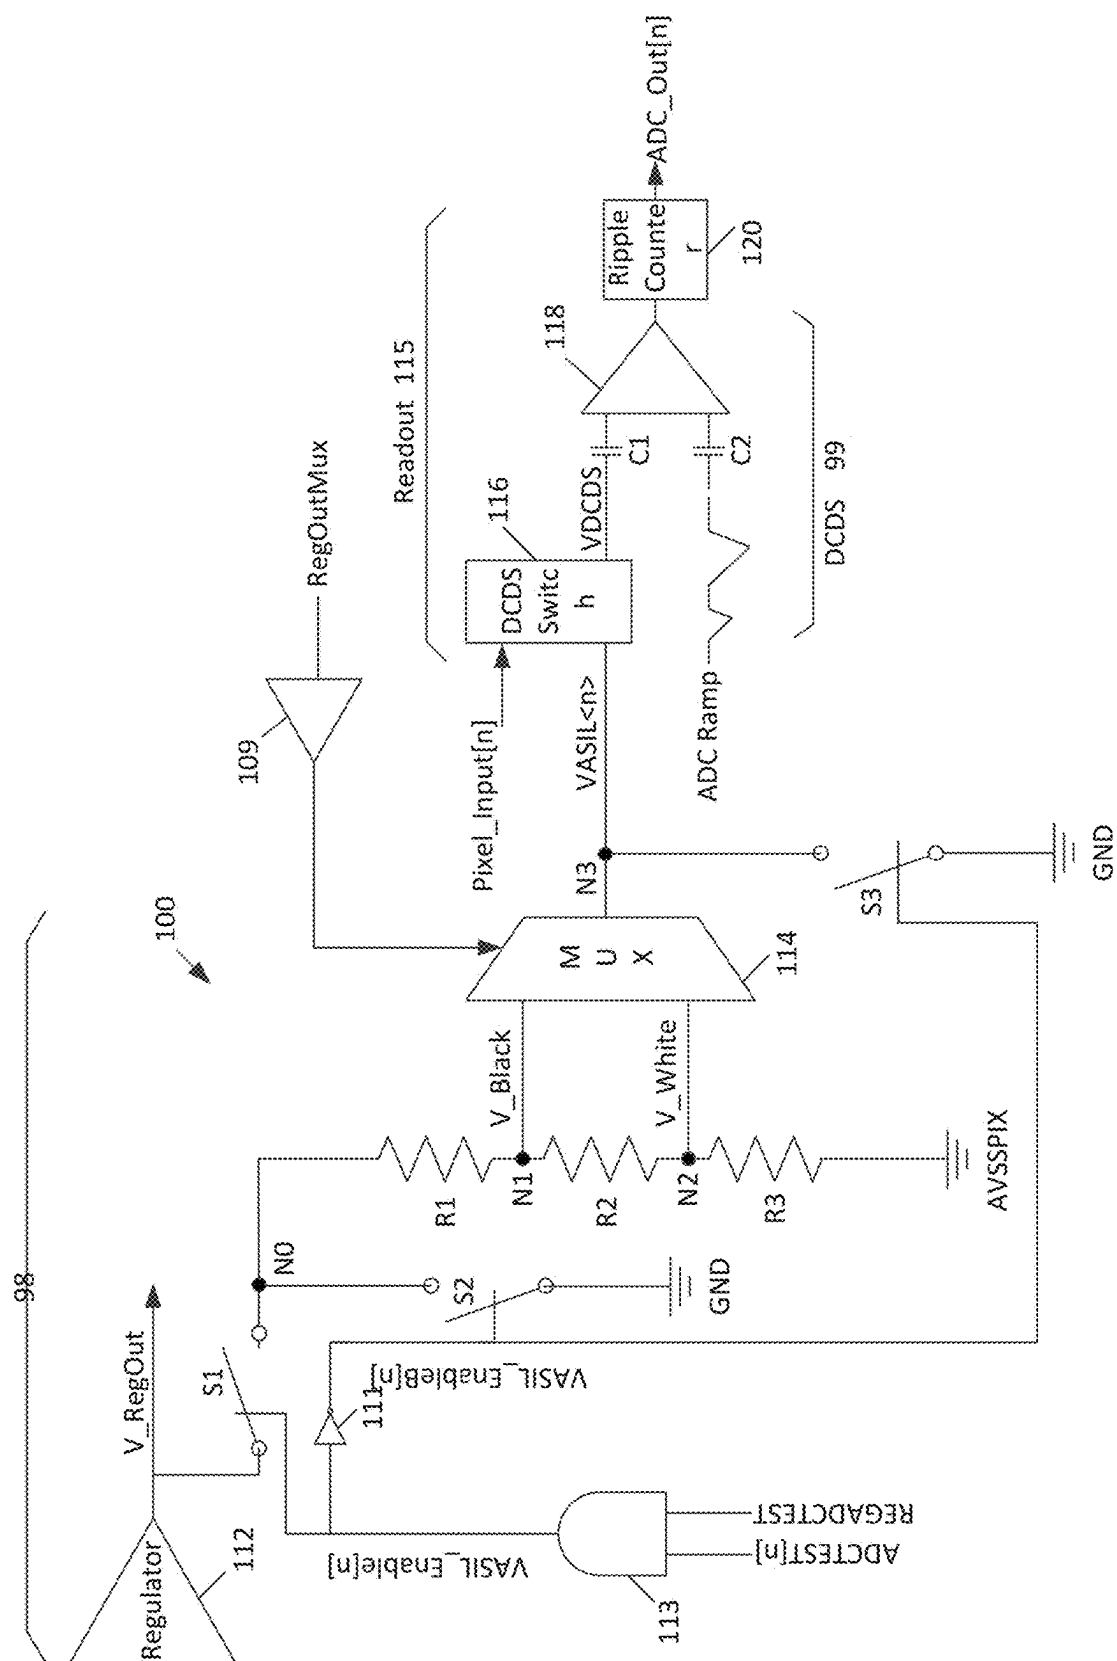 98
Regulator
112
V_RegOut
S1
N0
100
109
RegOutMux
Readout 115
VASIL_Enable[n]
113
ADCTEST[n]
REGADCTEST
111
VASIL_EnableB[n]
S2
GND
R1
N1
R2
N2
R3
AVSSPIX
V_Black
V_White
M
U
X
114
N3
S3
GND
Pixel_Input[n]
VASIL<n>
DCDS
Switc
h
116
VDCDS
C1
ADC Ramp
C2
118
DCDS 99
Ripple
Counte
r
120
ADC_Out[n]